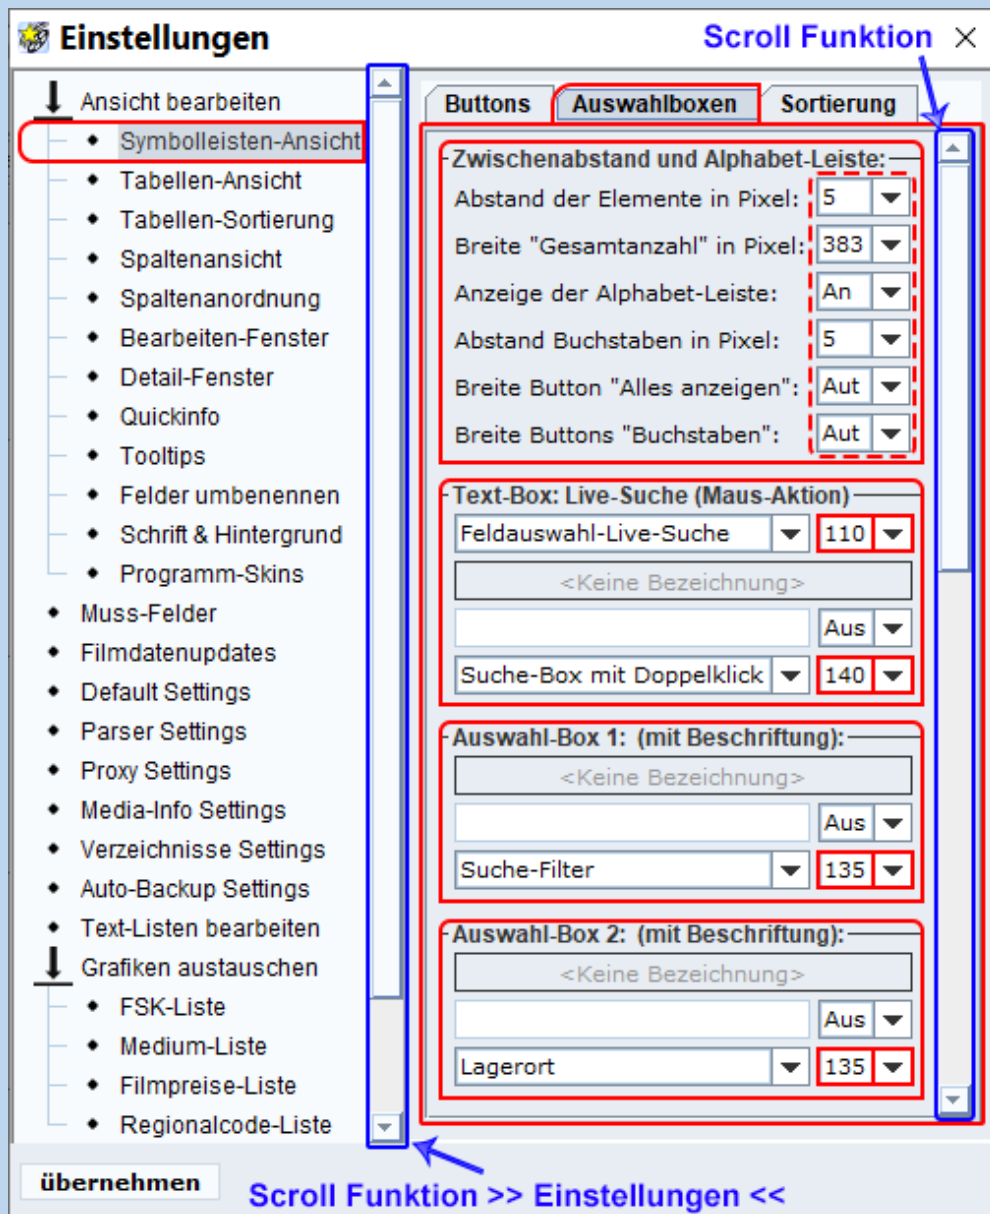 Einstellungen
Scroll Funktion
Ansicht bearbeiten
Symbolleisten-Ansicht
Tabellen-Ansicht
Tabellen-Sortierung
Spaltenansicht
Spaltenanordnung
Bearbeiten-Fenster
Detail-Fenster
Quickinfo
Tooltips
Felder umbenennen
Schrift & Hintergrund
Programm-Skins
Muss-Felder
Filmdatenupdates
Default Settings
Parser Settings
Proxy Settings
Media-Info Settings
Verzeichnisse Settings
Auto-Backup Settings
Text-Listen bearbeiten
Grafiken austauschen
FSK-Liste
Medium-Liste
Filmpreise-Liste
Regionalcode-Liste
Buttons Auswahlboxen Sortierung
Zwischenabstand und Alphabet-Leiste:
Abstand der Elemente in Pixel: 5
Breite "Gesamtanzahl" in Pixel: 383
Anzeige der Alphabet-Leiste: An
Abstand Buchstaben in Pixel: 5
Breite Button "Alles anzeigen": Aut
Breite Buttons "Buchstaben": Aut
Text-Box: Live-Suche (Maus-Aktion)
Feldauswahl-Live-Suche 110
<Keine Bezeichnung>
Aus
Suche-Box mit Doppelklick 140
Auswahl-Box 1: (mit Beschriftung):
<Keine Bezeichnung>
Aus
Suche-Filter 135
Auswahl-Box 2: (mit Beschriftung):
<Keine Bezeichnung>
Aus
Lagerort 135
übernehmen
Scroll Funktion >> Einstellungen <<